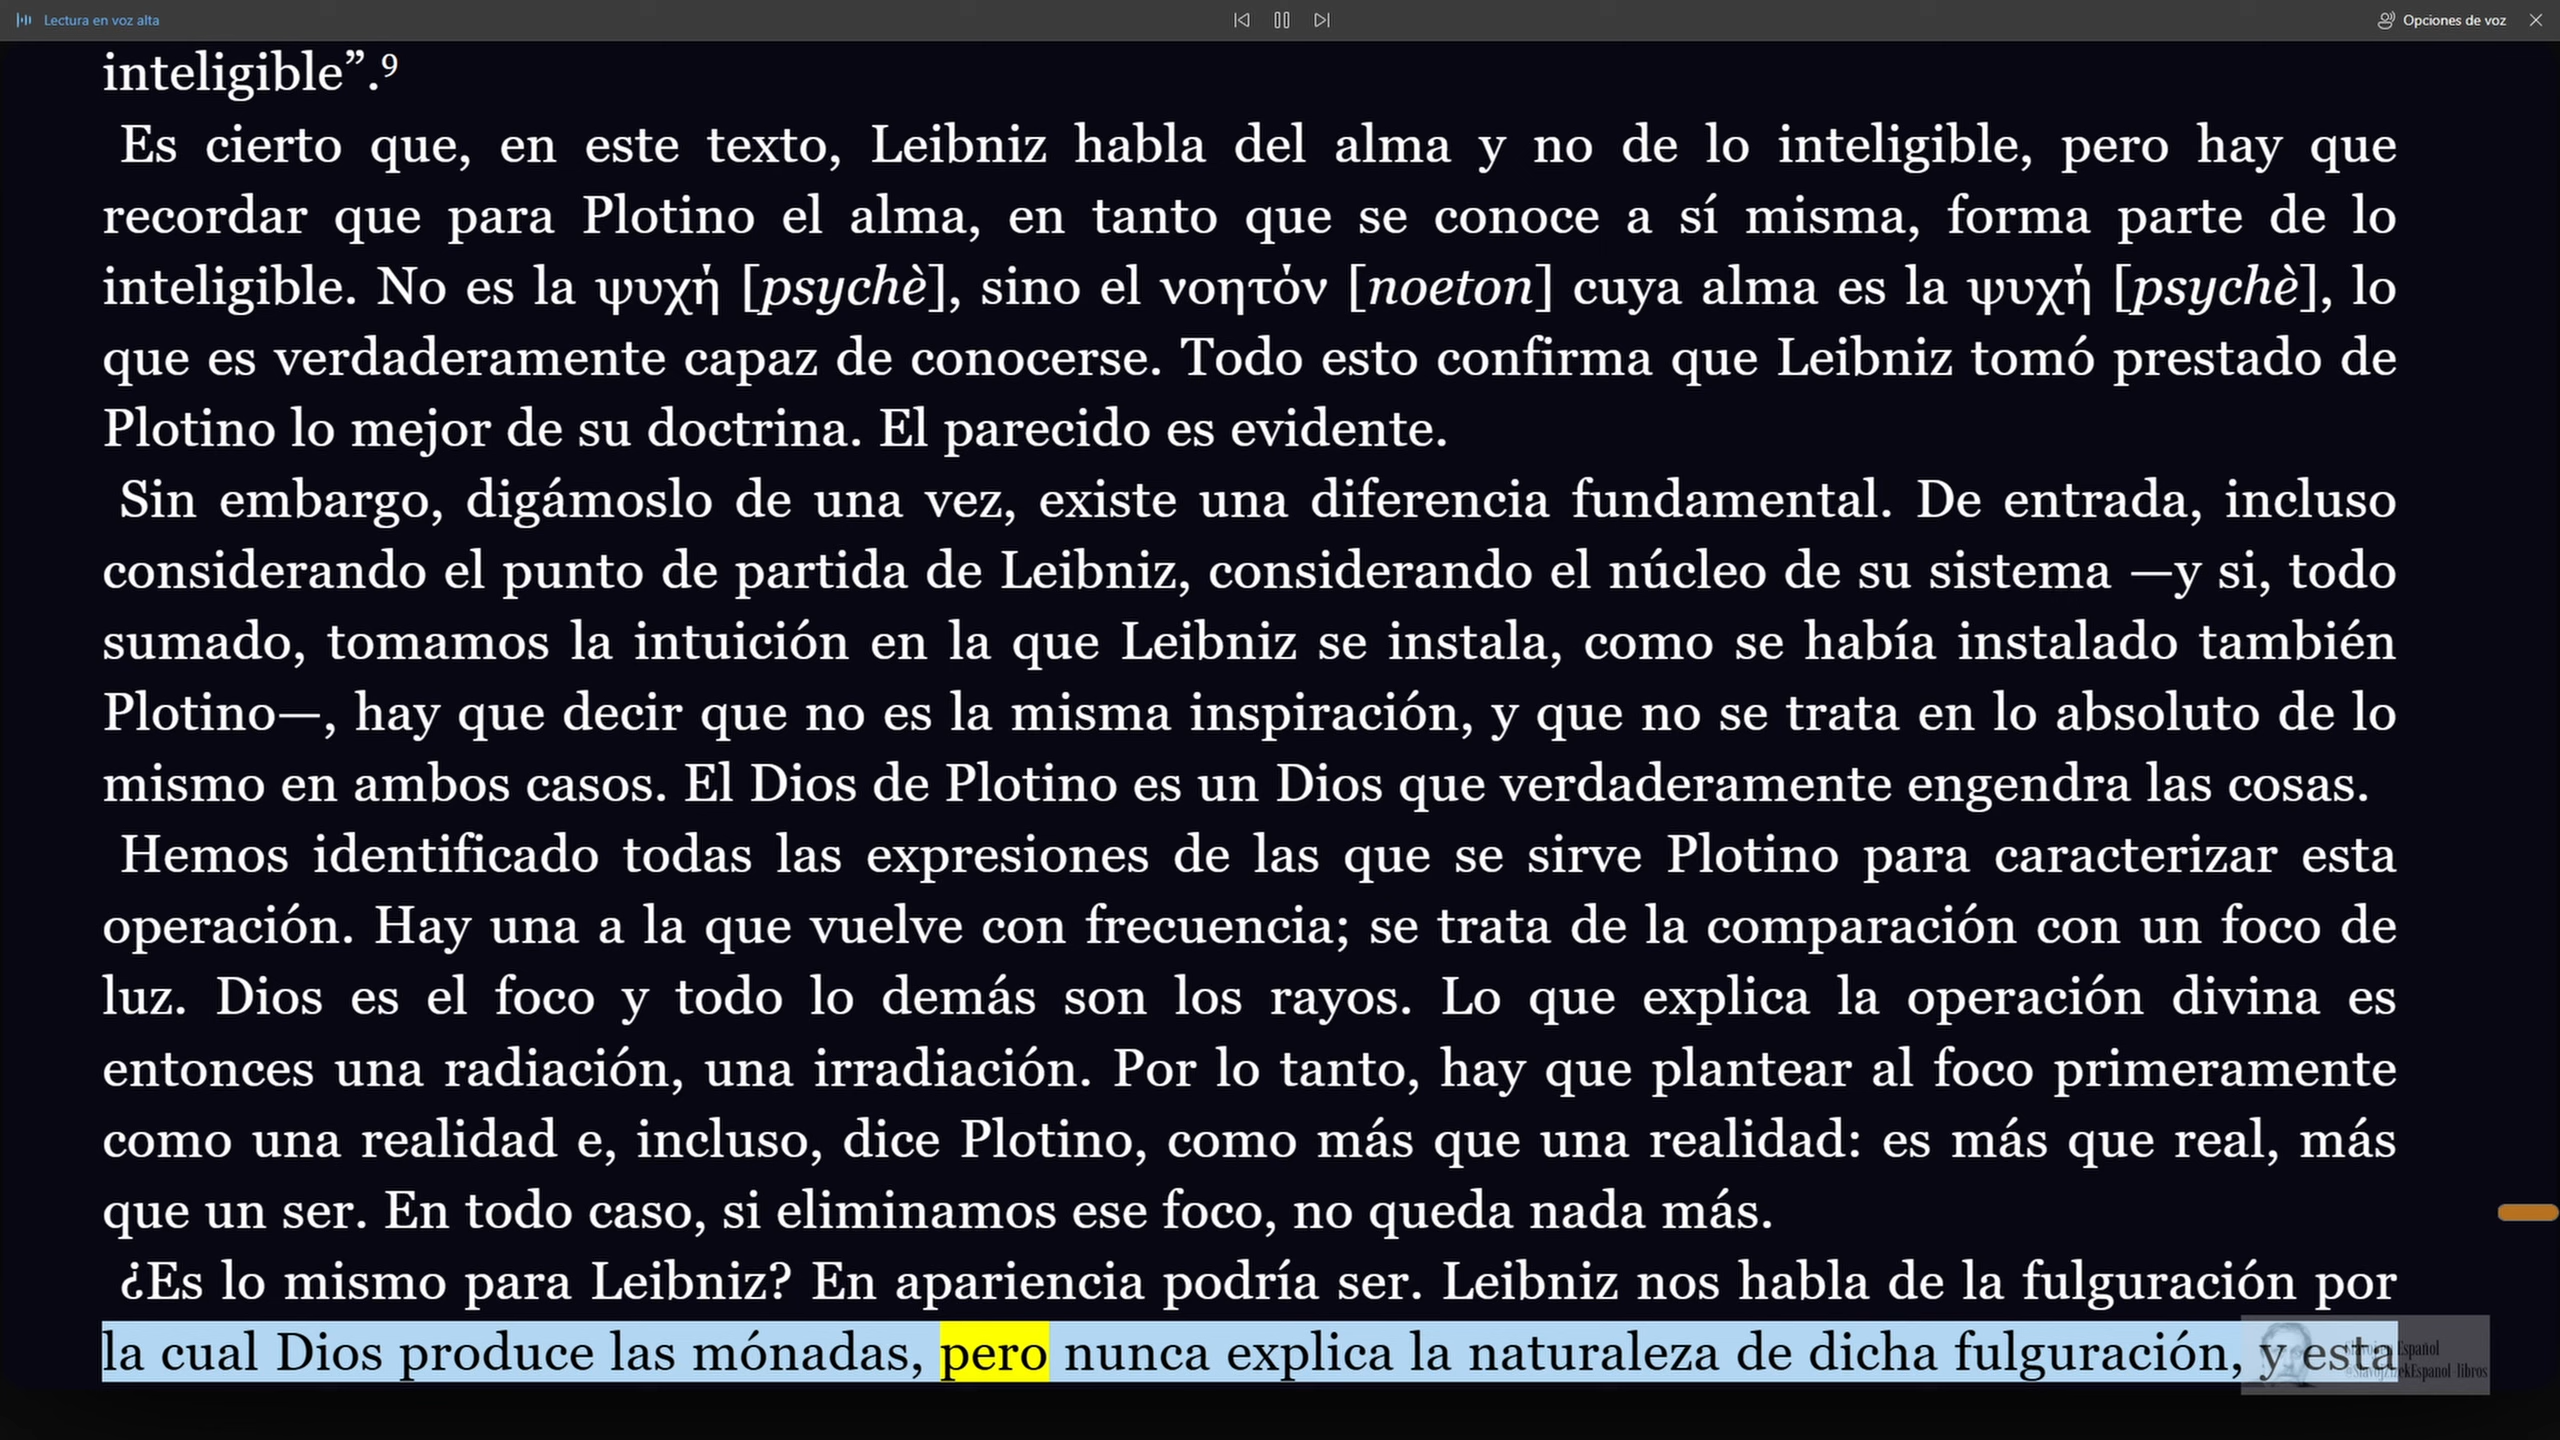 Lectura en voz alta
Opciones de voz
inteligible”.⁹
Es cierto que, en este texto, Leibniz habla del alma y no de lo inteligible, pero hay que
recordar que para Plotino el alma, en tanto que se conoce a sí misma, forma parte de lo
inteligible. No es la ψυχή [psychè], sino el νοητόν [noeton] cuya alma es la ψυχή [psychè], lo
que es verdaderamente capaz de conocerse. Todo esto confirma que Leibniz tomó prestado de
Plotino lo mejor de su doctrina. El parecido es evidente.
Sin embargo, digámoslo de una vez, existe una diferencia fundamental. De entrada, incluso
considerando el punto de partida de Leibniz, considerando el núcleo de su sistema —y si, todo
sumado, tomamos la intuición en la que Leibniz se instala, como se había instalado también
Plotino—, hay que decir que no es la misma inspiración, y que no se trata en lo absoluto de lo
mismo en ambos casos. El Dios de Plotino es un Dios que verdaderamente engendra las cosas.
Hemos identificado todas las expresiones de las que se sirve Plotino para caracterizar esta
operación. Hay una a la que vuelve con frecuencia; se trata de la comparación con un foco de
luz. Dios es el foco y todo lo demás son los rayos. Lo que explica la operación divina es
entonces una radiación, una irradiación. Por lo tanto, hay que plantear al foco primeramente
como una realidad e, incluso, dice Plotino, como más que una realidad: es más que real, más
que un ser. En todo caso, si eliminamos ese foco, no queda nada más.
¿Es lo mismo para Leibniz? En apariencia podría ser. Leibniz nos habla de la fulguración por
la cual Dios produce las mónadas, pero nunca explica la naturaleza de dicha fulguración, y esta
Español